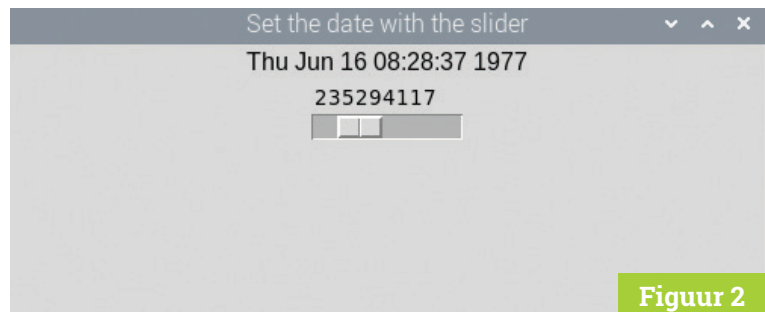 Set the date with the slider
Thu Jun 16 08:28:37 1977
235294117
Figuur 2